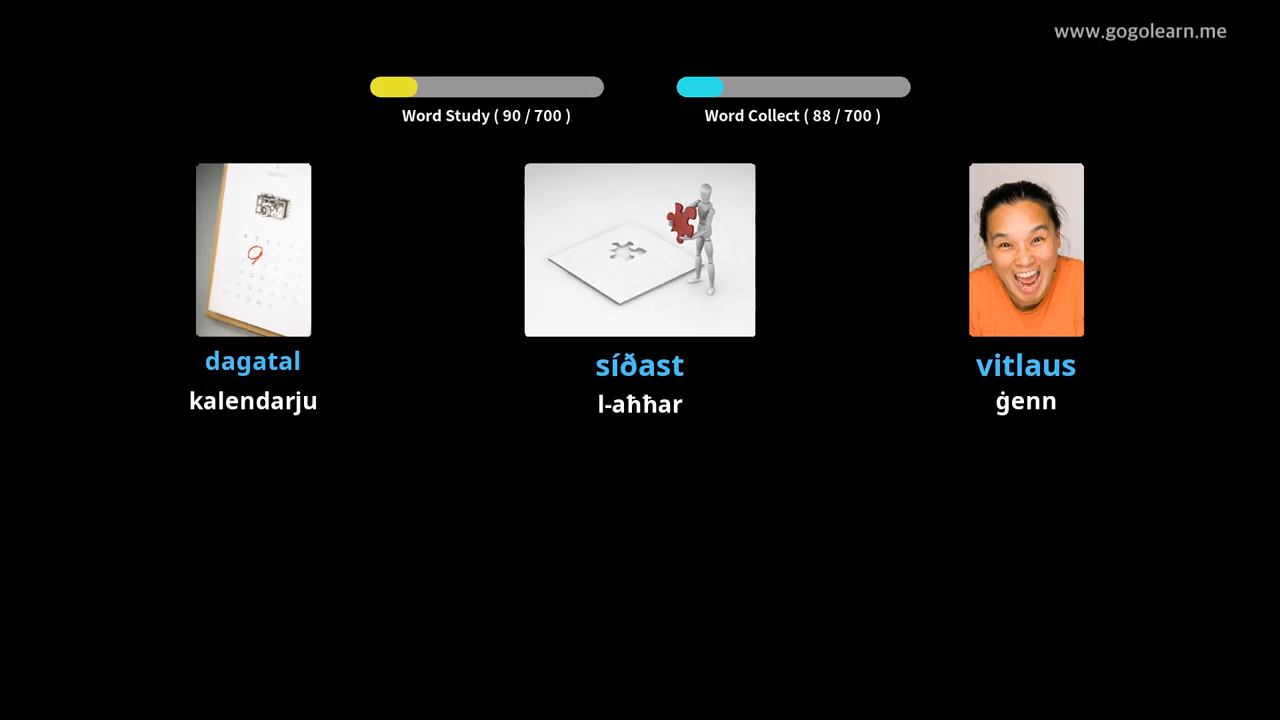 www.gogolearn.me
Word Study ( 90 / 700 )
Word Collect ( 88 / 700 )
dagatal
kalendarju
síðast
l-aħħar
vitlaus
ġenn